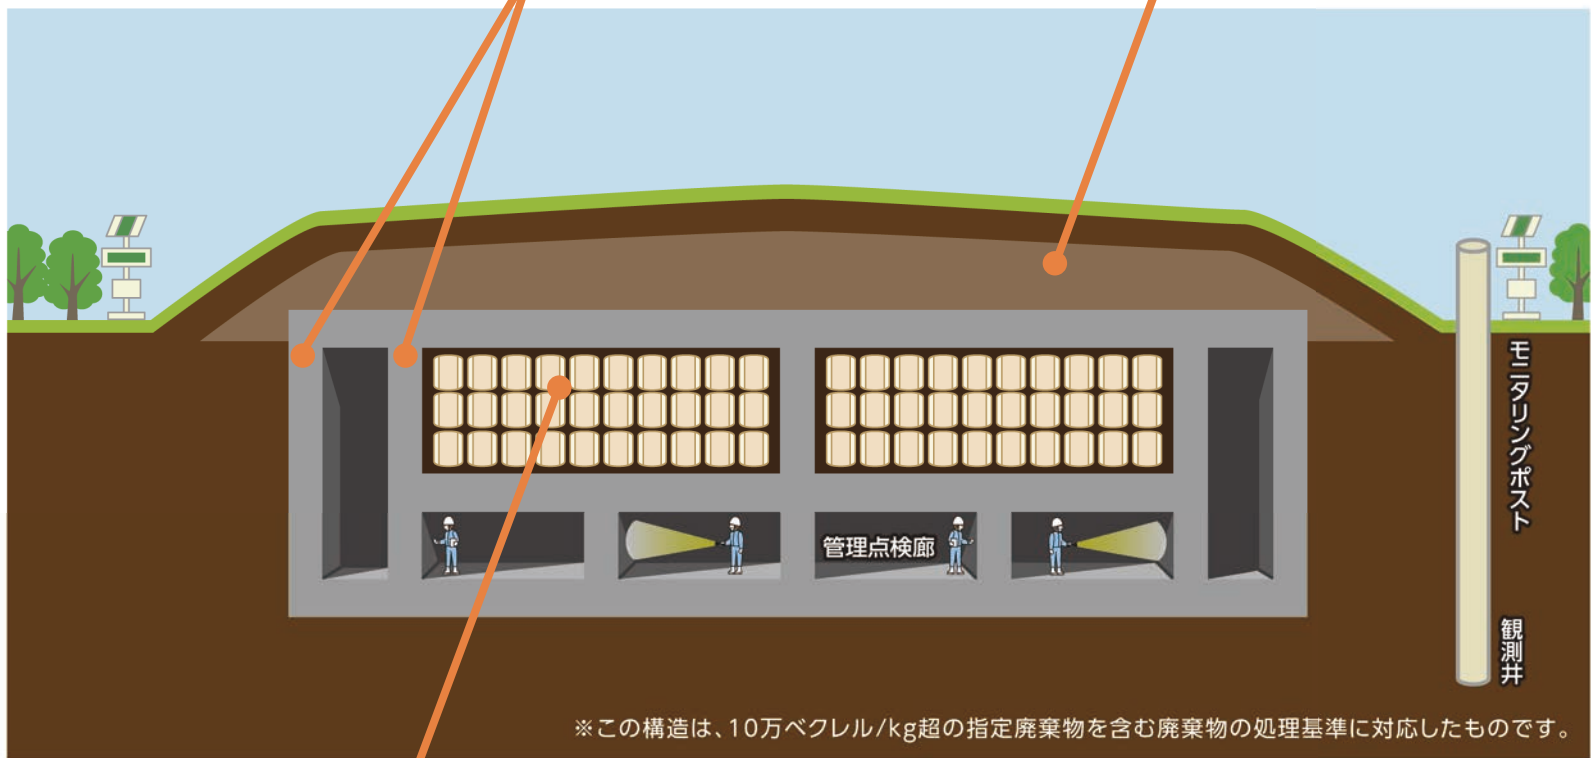 モニタリングポスト
管理点検廊
観測井
※この構造は、10万ベクレル/kg超の指定廃棄物を含む廃棄物の処理基準に対応したものです。